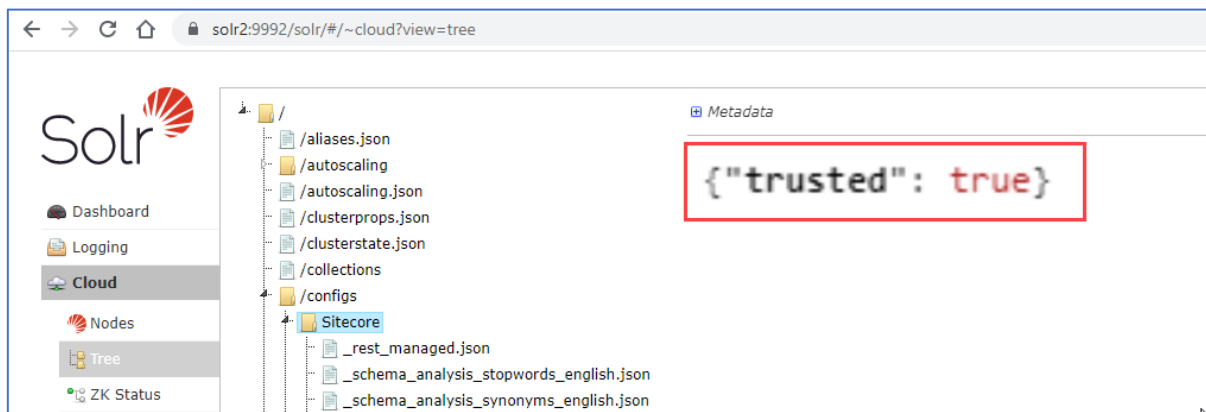 solr2:9992/solr/#/~cloud?view=tree
Solr
Dashboard
Logging
Cloud
Nodes
Tree
ZK Status
/
/aliases.json
/autoscaling
/autoscaling.json
/clusterprops.json
/clusterstate.json
/collections
/configs
Sitecore
_rest_managed.json
_schema_analysis_stopwords_english.json
_schema_analysis_synonyms_english.json
Metadata
{"trusted": true}